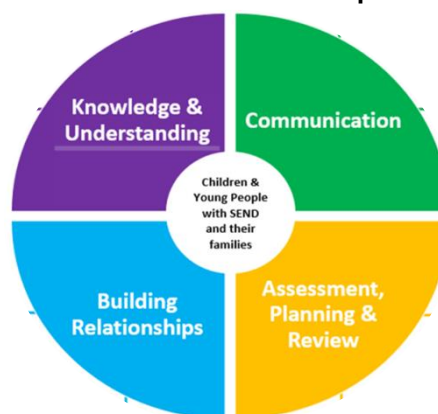 Knowledge &
Understanding
Communication
Children &
Young People
with SEND
and their
families
Building
Relationships
Assessment,
Planning &
Review